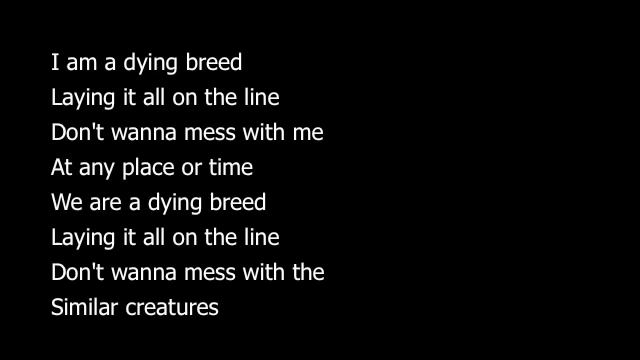 I am a dying breed
Laying it all on the line
Don't wanna mess with me
At any place or time
We are a dying breed
Laying it all on the line
Don't wanna mess with the
Similar creatures